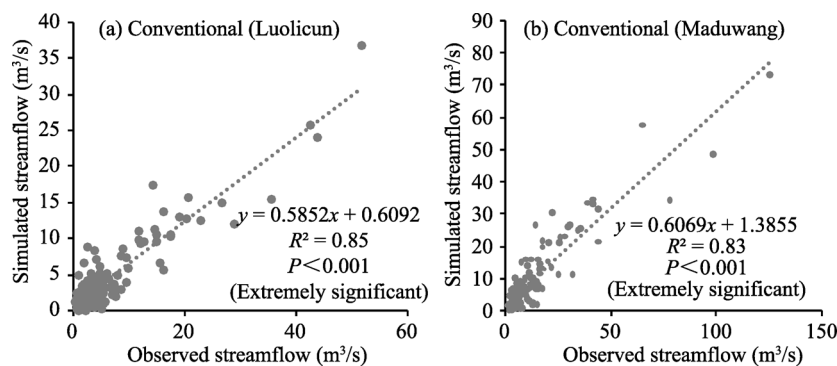 (a) Conventional (Luolicun)
Simulated streamflow (m³/s)
40
35
30
25
20
15
10
5
0
y = 0.5852x + 0.6092
R² = 0.85
P<0.001
(Extremely significant)
0 20 40 60
Observed streamflow (m³/s)
(b) Conventional (Maduwang)
Simulated streamflow (m³/s)
90
80
70
60
50
40
30
20
10
0
y = 0.6069x + 1.3855
R² = 0.83
P<0.001
(Extremely significant)
0 50 100 150
Observed streamflow (m³/s)